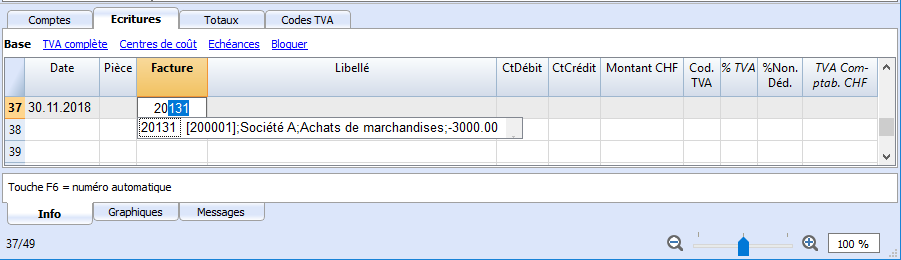 Comptes Ecritures Totaux Codes TVA
Base TVA complète Centres de coût Echéances Bloquer
Date Pièce Facture Libellé CtDébit CtCrédit Montant CHF Cod. TVA % TVA %Non. Déd. TVA Com- ptab. CHF
37 30.11.2018 20131
38 20131 [200001];Société A;Achats de marchandises;-3000.00
39
Touche F6 = numéro automatique
Info Graphiques Messages
37/49 100 %